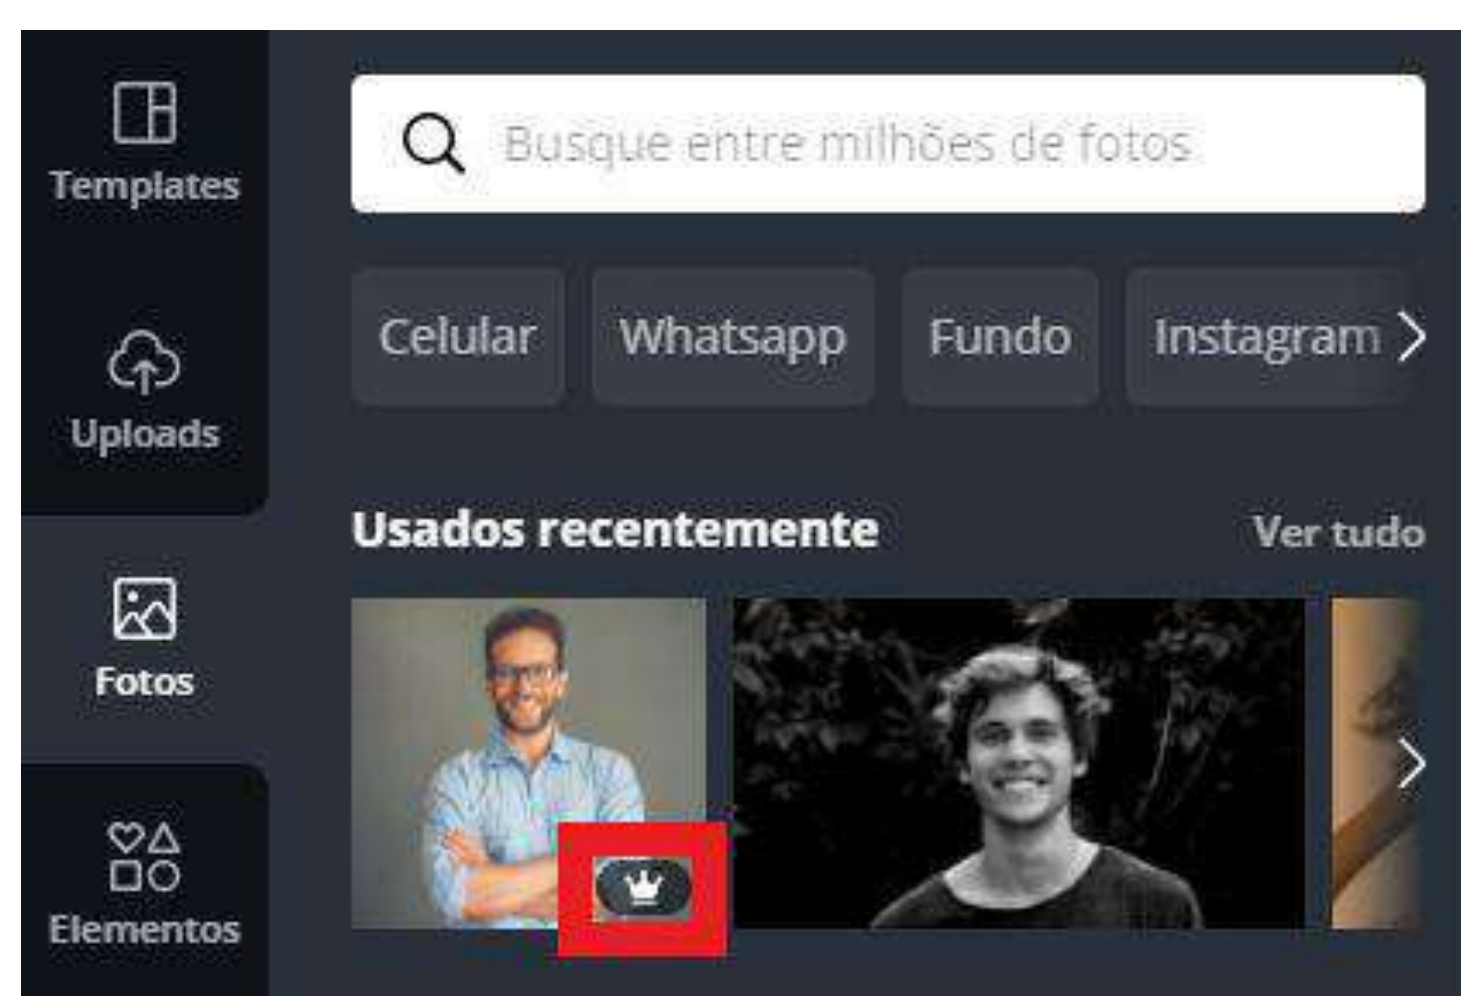 Templates
Uploads
Fotos
Elementos
Busque entre milhões de fotos
Celular
Whatsapp
Fundo
Instagram
Usados recentemente
Ver tudo